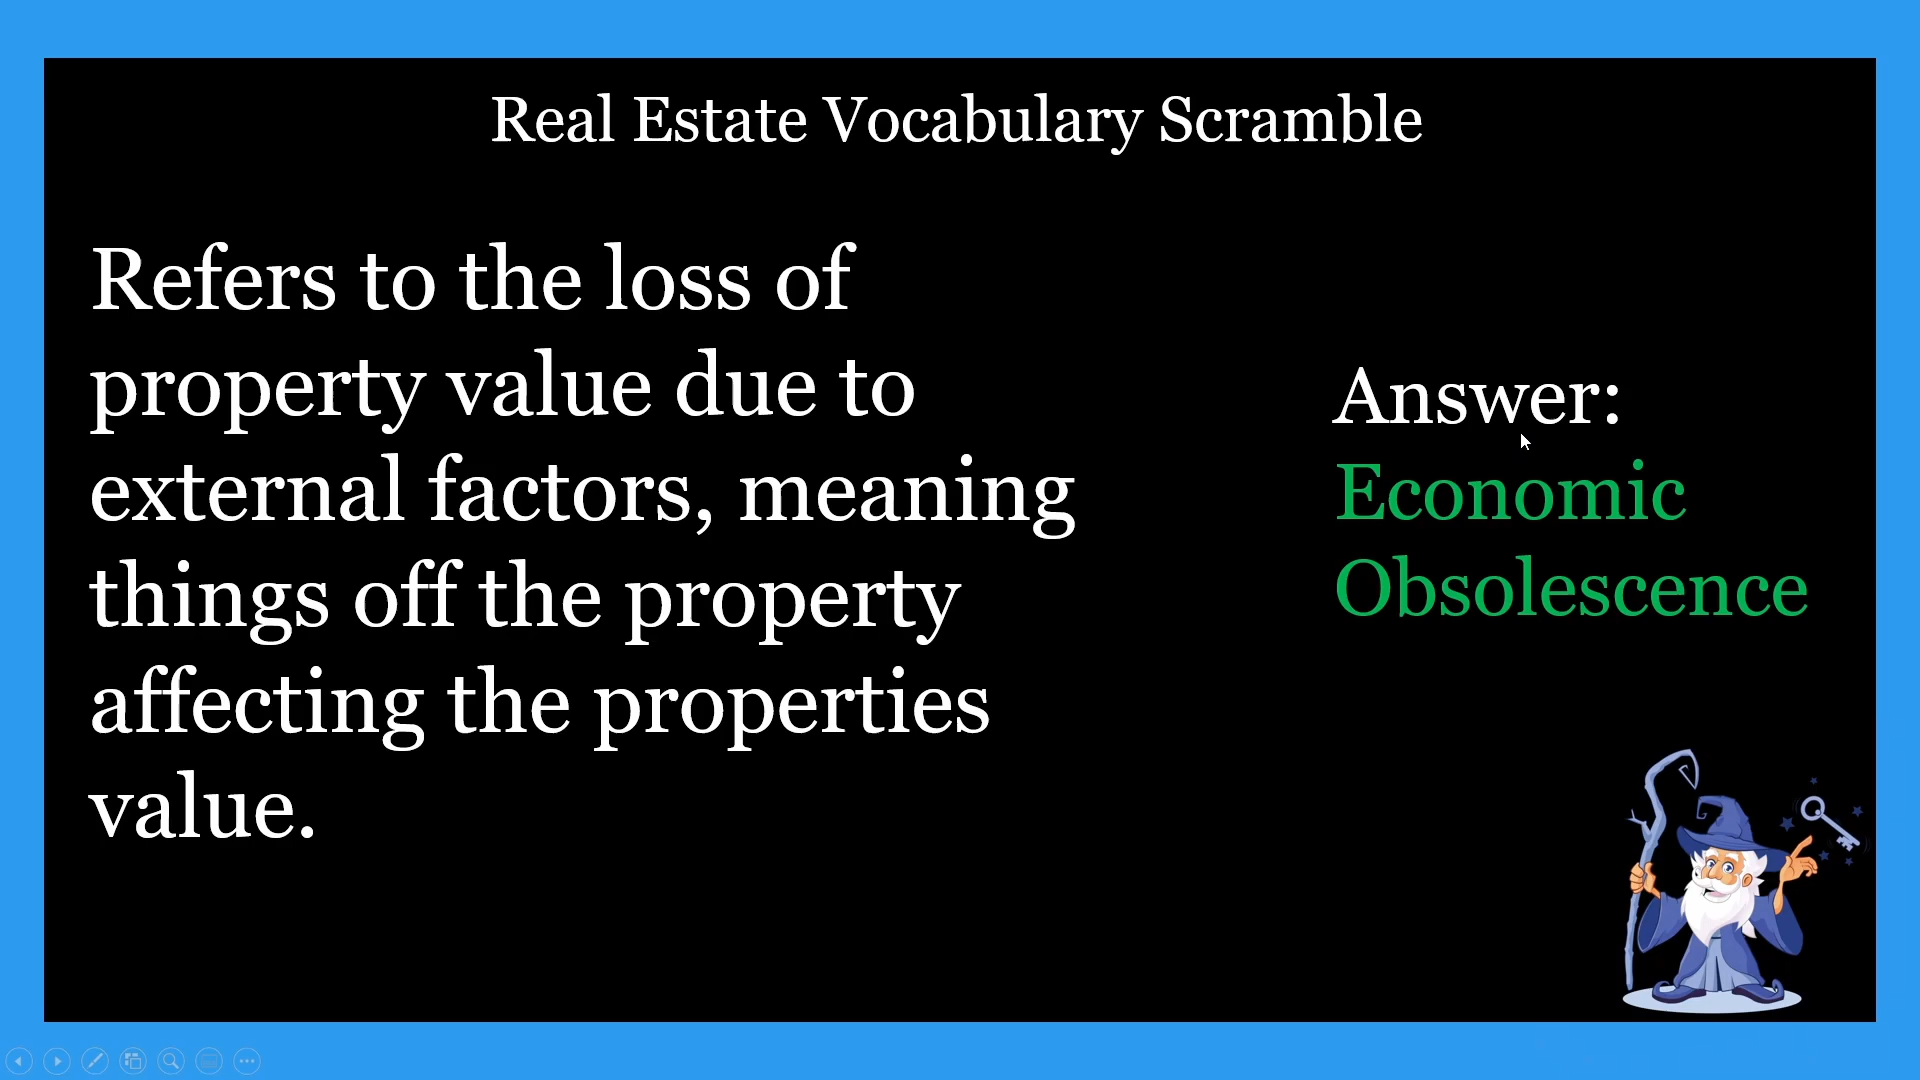 Real Estate Vocabulary Scramble
Refers to the loss of
property value due to
external factors, meaning
things off the property
affecting the properties
value.
Answer:
Economic
Obsolescence